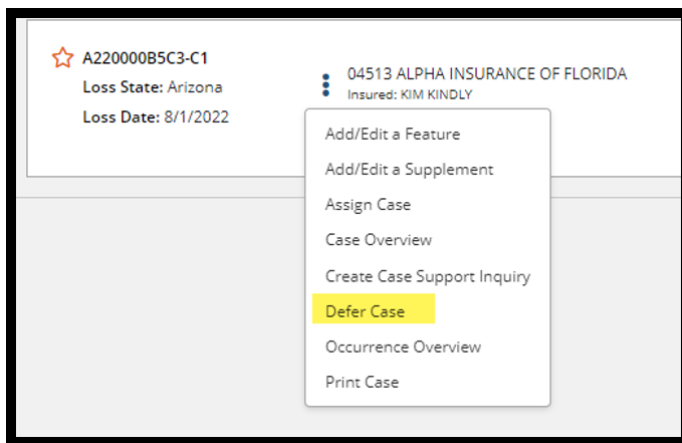 A220000B5C3-C1
Loss State: Arizona
Loss Date: 8/1/2022
04513 ALPHA INSURANCE OF FLORIDA
Insured: KIM KINDLY
Add/Edit a Feature
Add/Edit a Supplement
Assign Case
Case Overview
Create Case Support Inquiry
Defer Case
Occurrence Overview
Print Case